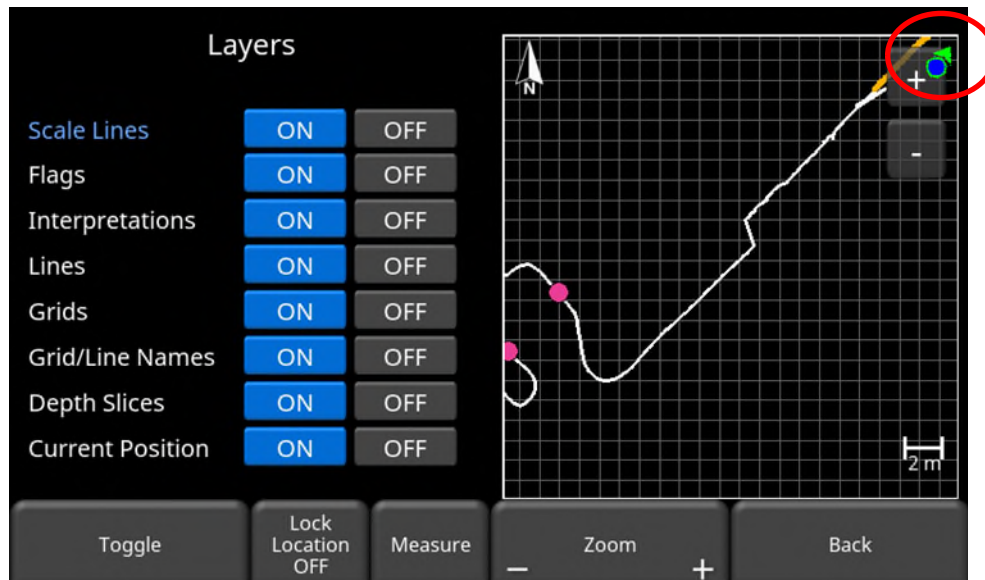 Layers
N
+
-
Scale Lines ON OFF
Flags ON OFF
Interpretations ON OFF
Lines ON OFF
Grids ON OFF
Grid/Line Names ON OFF
Depth Slices ON OFF
Current Position ON OFF
2 m
Toggle
Lock
Location
OFF
Measure
Zoom
− +
Back